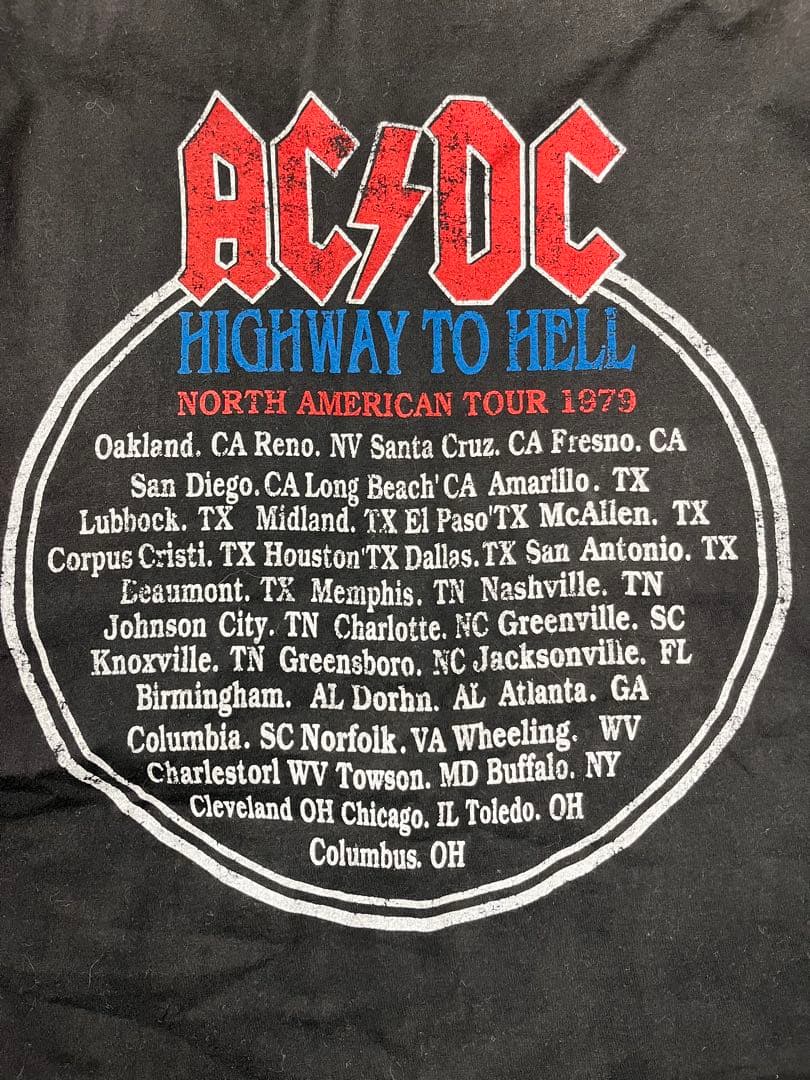 AC⚡DC
HIGHWAY TO HELL
NORTH AMERICAN TOUR 1979
Oakland. CA Reno. NV Santa Cruz. CA Fresno. CA
San Diego. CA Long Beach'CA Amarlllo. TX
Lubbock. TX Midland. TX El Paso'TX McAllen. TX
Corpus Cristi. TX Houston'TX Dallas. TX San Antonio. TX
Beaumont. TX Memphis. TN Nashville. TN
Johnson City. TN Charlotte. NC Greenville. SC
Knoxville. TN Greensboro. NC Jacksonville. FL
Birmingham. AL Dorhn. AL Atlanta. GA
Columbia. SC Norfolk. VA Wheeling. WV
Charlestorl WV Towson. MD Buffalo. NY
Cleveland OH Chicago. IL Toledo. OH
Columbus. OH